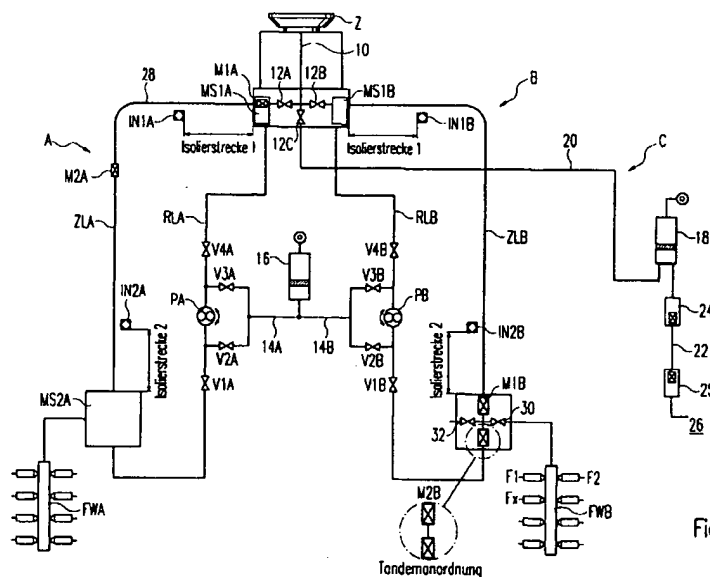 Z
10
M1A
12A
12B
MS1A
MS1B
28
B
IN1A
IN1B
Isolierstrecke 1
Isolierstrecke 1
12C
A
20
C
M2A
ZLA
RLA
RLB
ZLB
18
V4A
V4B
16
V3A
V3B
24
PA
PB
IN2A
IN2B
22
14A
14B
Isolierstrecke 2
Isolierstrecke 2
V2A
V2B
M1B
V1A
V1B
MS2A
32
30
26
F1
F2
Fx
M2B
FWA
FWB
Tandemanordnung